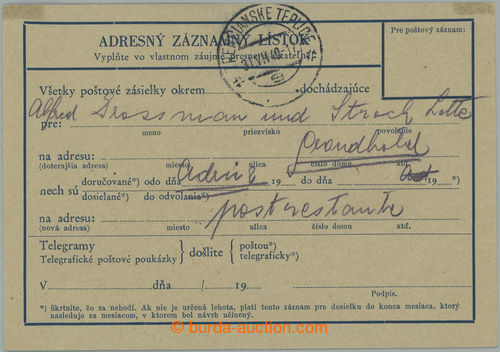 ADRESNÝ ZÁZNAMNÝ LÍSTOK
Vyplňte vo vlastnom záujme
Pre poštový záznam:
Všetky poštové zásielky okrem dochádzajúce
Alfred Grossman und Stroch Lotte
pre:
meno priezvisko povolanie
Grandhotel
na adresu:
(doterajšia adresa) miesto ulica číslo domu atď.
nech sú doručované*) odo dňa 19 do dňa 19 *)
dosielané*) do odvolania*)
postrestante
na adresu:
(nová adresa) miesto ulica číslo domu atď.
Telegramy
Telegrafické poštové poukázky } došlite { poštou*)
telegraficky*)
V dňa / 19
Podpis.
*) Škrtnite, čo sa nehodí. Ak nie je určená lehota, platí tento záznam pre dosielku do konca mesiaca, ktorý
nasleduje za mesiacom, v ktorom bol návrh učinený.
burda-auction.com